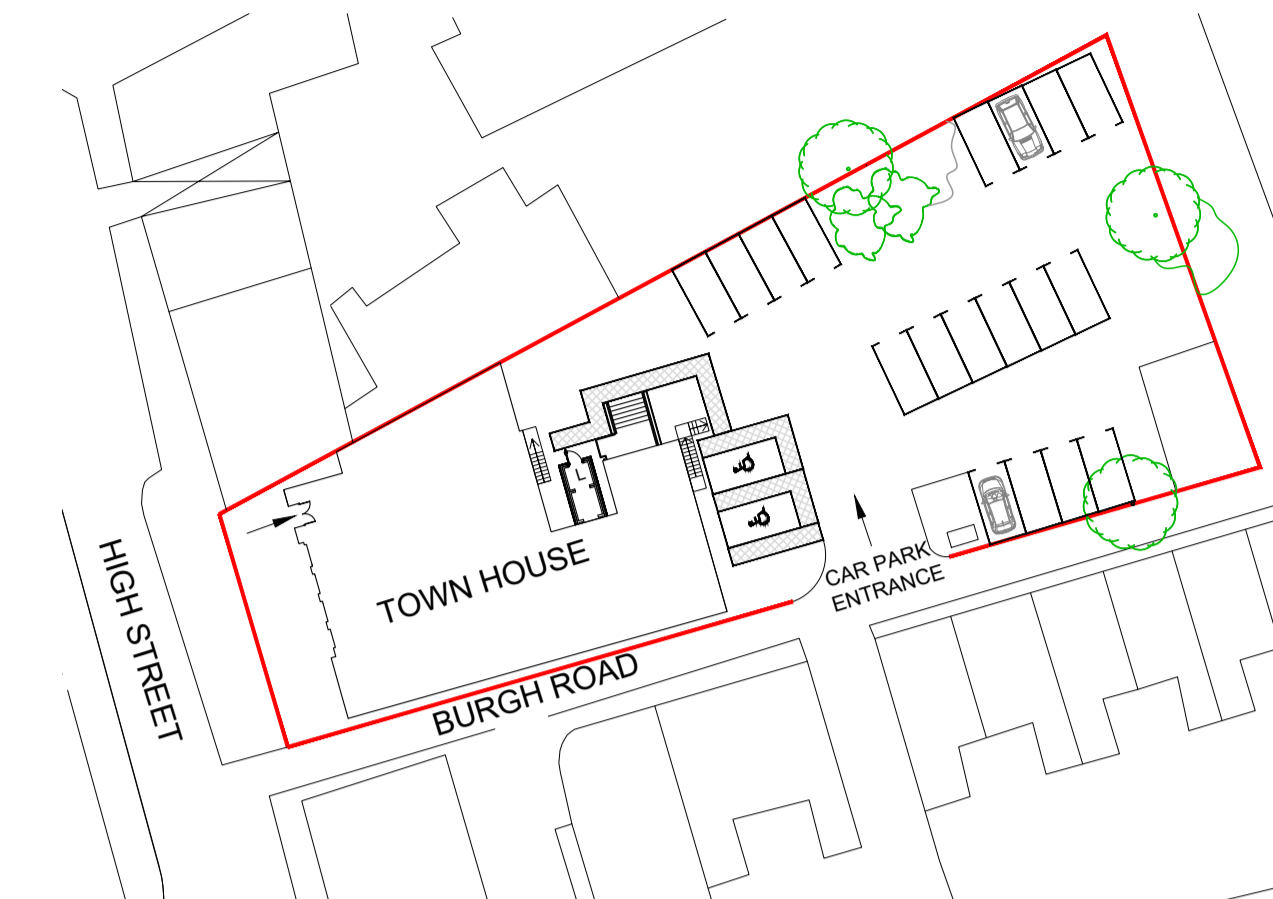 L
TOWN HOUSE
HIGH STREET
BURGH ROAD
CAR PARK
ENTRANCE